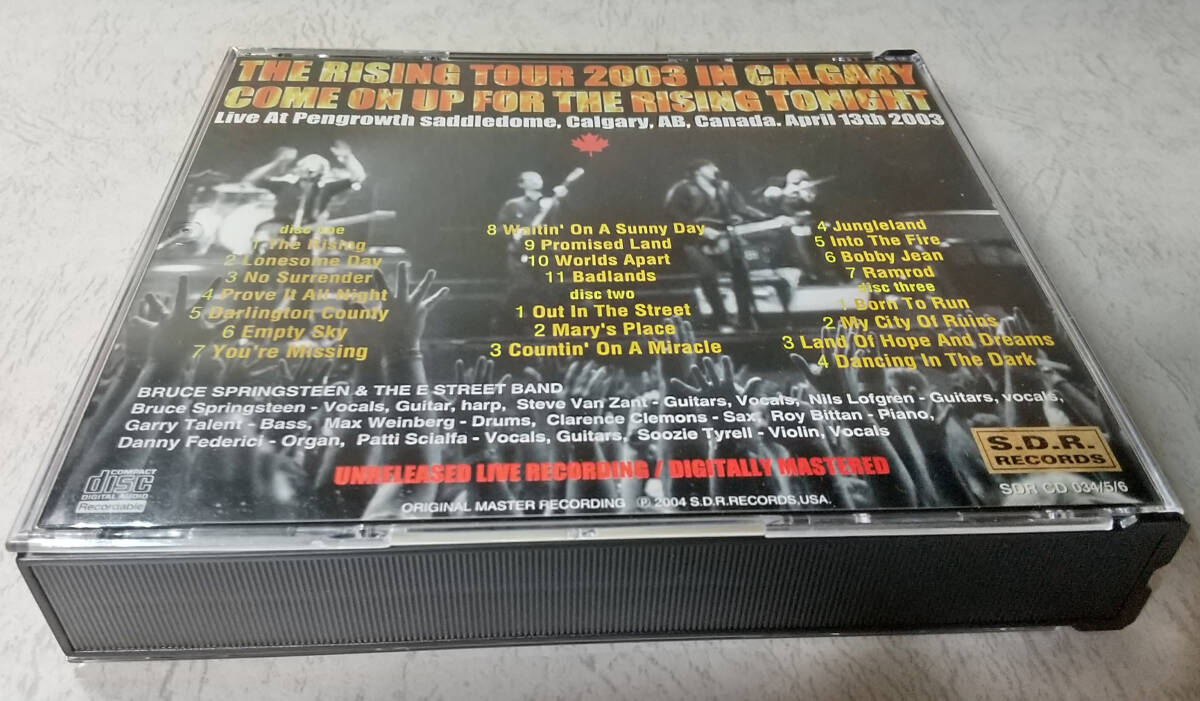 THE RISING TOUR 2003 IN CALGARY
COME ON UP FOR THE RISING TONIGHT
Live At Pengrowth saddledome, Calgary, AB, Canada. April 13th 2003
disc one
1 The Rising
2 Lonesome Day
3 No Surrender
4 Prove It All Night
5 Darlington County
6 Empty Sky
7 You're Missing
8 Waitin' On A Sunny Day
9 Promised Land
10 Worlds Apart
11 Badlands
disc two
1 Out In The Street
2 Mary's Place
3 Countin' On A Miracle
4 Jungleland
5 Into The Fire
6 Bobby Jean
7 Ramrod
disc three
1 Born To Run
2 My City Of Ruins
3 Land Of Hope And Dreams
4 Dancing In The Dark
BRUCE SPRINGSTEEN & THE E STREET BAND
Bruce Springsteen - Vocals, Guitar, harp, Steve Van Zant - Guitars, Vocals, Nils Lofgren - Guitars, vocals,
Garry Talent - Bass, Max Weinberg - Drums, Clarence Clemons - Sax, Roy Bittan - Piano,
Danny Federici - Organ, Patti Scialfa - Vocals, Guitars, Soozie Tyrell - Violin, Vocals
UNRELEASED LIVE RECORDING / DIGITALLY MASTERED
ORIGINAL MASTER RECORDING ℗ 2004 S.D.R.RECORDS,USA.
COMPACT
disc
DIGITAL AUDIO
Recordable
S.D.R.
RECORDS
SDR CD 034/5/6